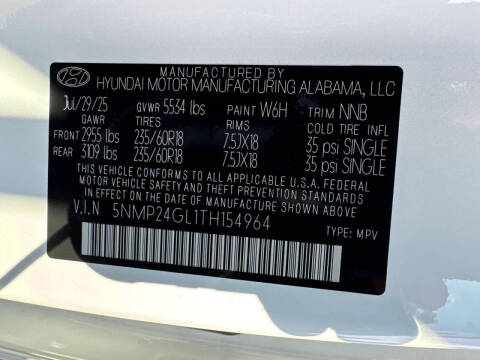 MANUFACTURED BY
HYUNDAI MOTOR MANUFACTURING ALABAMA, LLC
Jul/29/25 GVWR 5534 lbs PAINT W6H TRIM NNB
GAWR TIRES RIMS COLD TIRE INFL
FRONT 2955 lbs 235/60R18 7.5JX18 35 psi SINGLE
REAR 3109 lbs 235/60R18 7.5JX18 35 psi SINGLE
THIS VEHICLE CONFORMS TO ALL APPLICABLE U.S.A. FEDERAL
MOTOR VEHICLE SAFETY AND THEFT PREVENTION STANDARDS
IN EFFECT ON THE DATE OF MANUFACTURE SHOWN ABOVE.
V.I.N 5NMP24GL1TH154964
TYPE: MPV